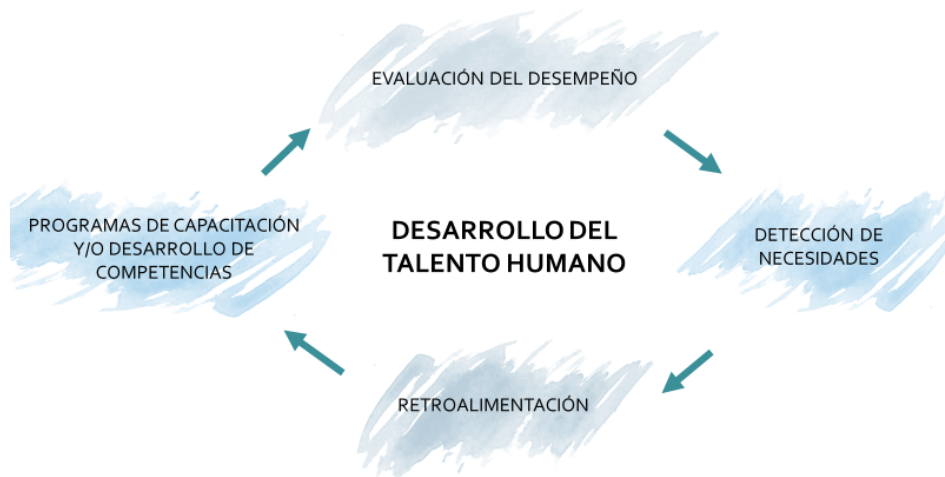 EVALUACIÓN DEL DESEMPEÑO
PROGRAMAS DE CAPACITACIÓN
Y/O DESARROLLO DE
COMPETENCIAS
DESARROLLO DEL
TALENTO HUMANO
DETECCIÓN DE
NECESIDADES
RETROALIMENTACIÓN